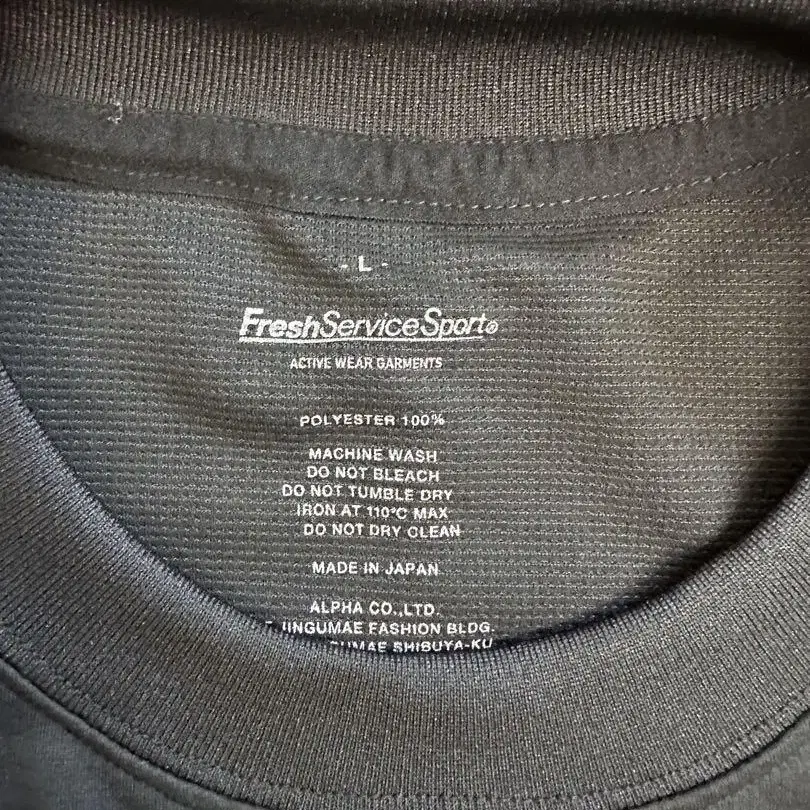 - L -
FreshServiceSport®
ACTIVE WEAR GARMENTS
POLYESTER 100%
MACHINE WASH
DO NOT BLEACH
DO NOT TUMBLE DRY
IRON AT 110°C MAX
DO NOT DRY CLEAN
MADE IN JAPAN
ALPHA CO.,LTD.
JINGUMAE FASHION BLDG.
SHIBUYA-KU